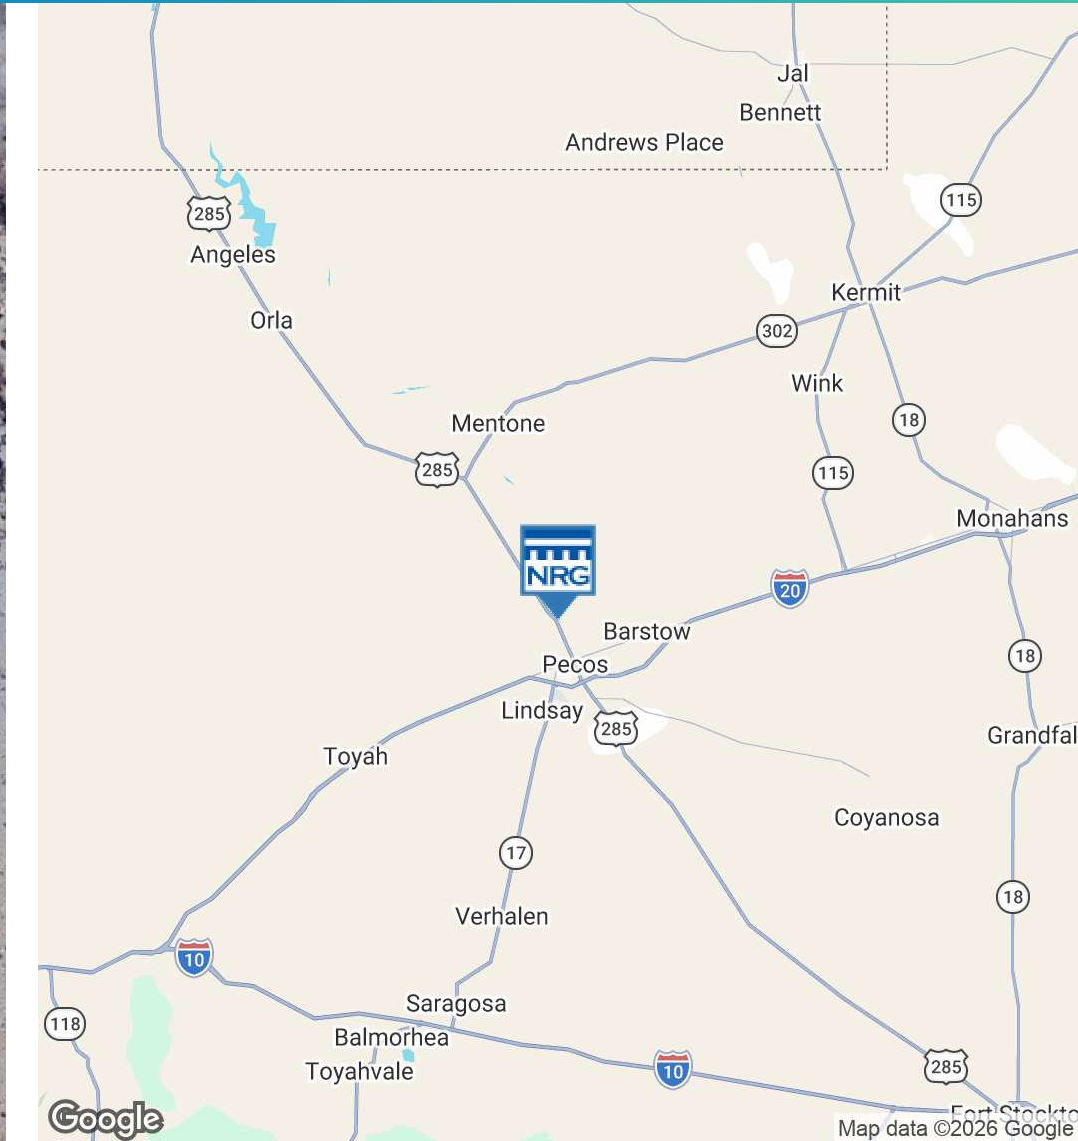 Jal
Bennett
Andrews Place
115
285
Angeles
Kermit
Orla
302
Wink
Mentone
18
285
115
Monahans
NRG
20
Barstow
18
Pecos
Lindsay
285
Grandfal
Toyah
Coyanosa
17
18
Verhalen
10
Saragosa
118
Balmorhea
285
Toyahvale
10
Fort Stockto
Google
Map data ©2026 Google